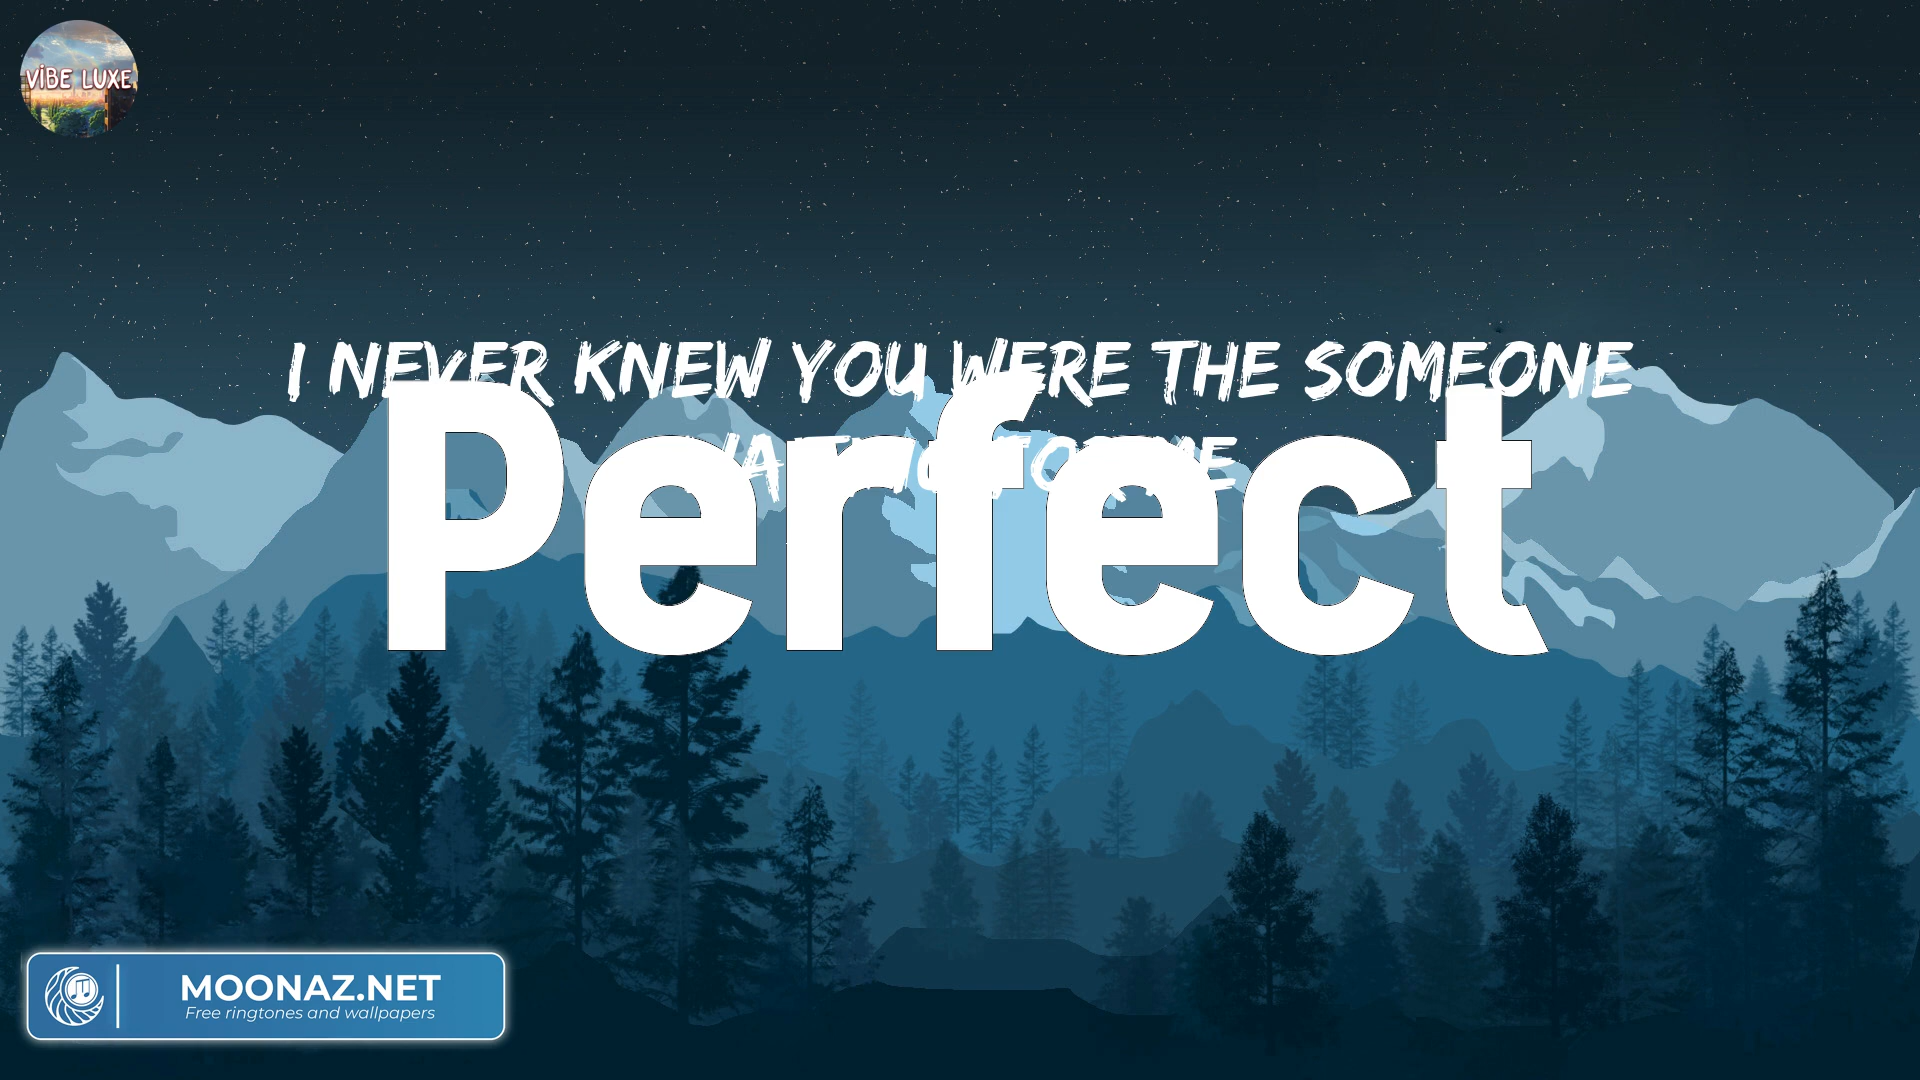 VIBE LUXE
I NEVER KNEW YOU WERE THE SOMEONE
Perfect
MOONAZ.NET
Free ringtones and wallpapers